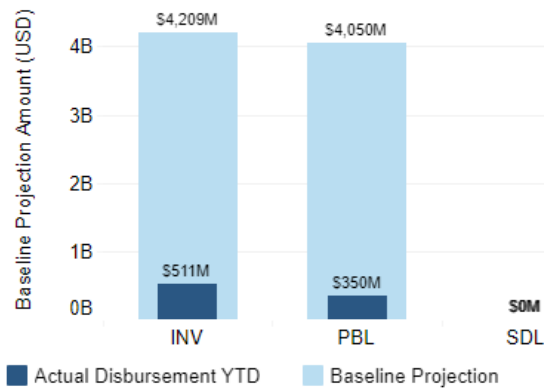 Baseline Projection Amount (USD)
4B
3B
2B
1B
0B
$4,209M
$4,050M
$511M
$350M
$0M
INV
PBL
SDL
Actual Disbursement YTD
Baseline Projection